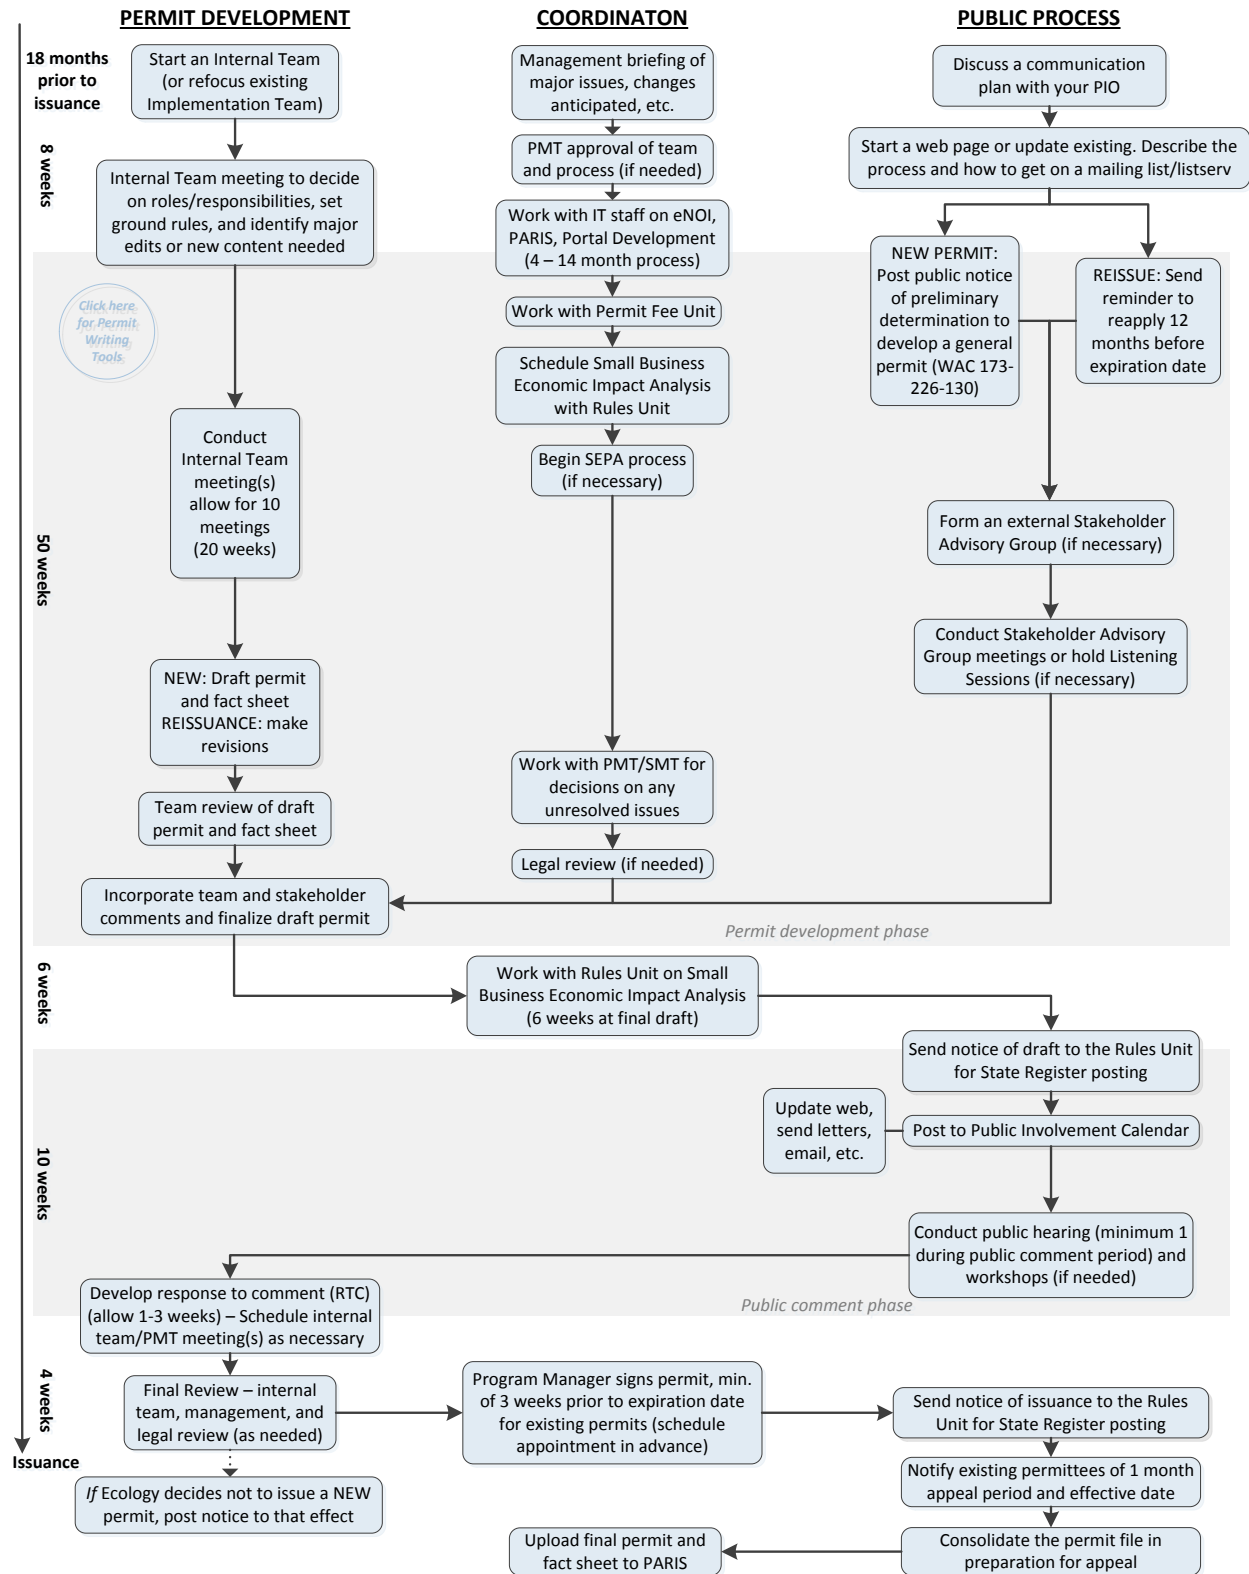 PERMIT DEVELOPMENT
COORDINATON
PUBLIC PROCESS
18 months
prior to
issuance
8 weeks
50 weeks
6 weeks
10 weeks
4 weeks
Issuance
Start an Internal Team
(or refocus existing
Implementation Team)
Internal Team meeting to decide
on roles/responsibilities, set
ground rules, and identify major
edits or new content needed
Click here
for Permit
Writing
Tools
Conduct
Internal Team
meeting(s)
allow for 10
meetings
(20 weeks)
NEW: Draft permit
and fact sheet
REISSUANCE: make
revisions
Team review of draft
permit and fact sheet
Incorporate team and stakeholder
comments and finalize draft permit
Management briefing of
major issues, changes
anticipated, etc.
PMT approval of team
and process (if needed)
Work with IT staff on eNOI,
PARIS, Portal Development
(4 – 14 month process)
Work with Permit Fee Unit
Schedule Small Business
Economic Impact Analysis
with Rules Unit
Begin SEPA process
(if necessary)
Work with PMT/SMT for
decisions on any
unresolved issues
Legal review (if needed)
Discuss a communication
plan with your PIO
Start a web page or update existing. Describe the
process and how to get on a mailing list/listserv
NEW PERMIT:
Post public notice
of preliminary
determination to
develop a general
permit (WAC 173-
226-130)
REISSUE: Send
reminder to
reapply 12
months before
expiration date
Form an external Stakeholder
Advisory Group (if necessary)
Conduct Stakeholder Advisory
Group meetings or hold Listening
Sessions (if necessary)
Permit development phase
Work with Rules Unit on Small
Business Economic Impact Analysis
(6 weeks at final draft)
Send notice of draft to the Rules Unit
for State Register posting
Update web,
send letters,
email, etc.
Post to Public Involvement Calendar
Conduct public hearing (minimum 1
during public comment period) and
workshops (if needed)
Public comment phase
Develop response to comment (RTC)
(allow 1-3 weeks) – Schedule internal
team/PMT meeting(s) as necessary
Final Review – internal
team, management, and
legal review (as needed)
If Ecology decides not to issue a NEW
permit, post notice to that effect
Program Manager signs permit, min.
of 3 weeks prior to expiration date
for existing permits (schedule
appointment in advance)
Send notice of issuance to the Rules
Unit for State Register posting
Notify existing permittees of 1 month
appeal period and effective date
Consolidate the permit file in
preparation for appeal
Upload final permit and
fact sheet to PARIS